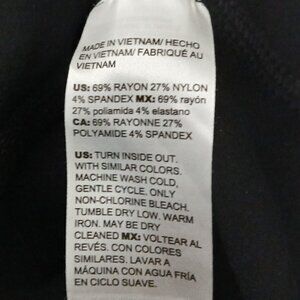 MADE IN VIETNAM/ HECHO
EN VIETNAM/ FABRIQUÉ AU
VIETNAM
US: 69% RAYON 27% NYLON
4% SPANDEX MX: 69% rayón
27% poliamida 4% elastano
CA: 69% RAYONNE 27%
POLYAMIDE 4% SPANDEX
US: TURN INSIDE OUT.
WITH SIMILAR COLORS.
MACHINE WASH COLD,
GENTLE CYCLE. ONLY
NON-CHLORINE BLEACH.
TUMBLE DRY LOW. WARM
IRON. MAY BE DRY
CLEANED MX: VOLTEAR AL
REVÉS. CON COLORES
SIMILARES. LAVAR A
MÁQUINA CON AGUA FRÍA
EN CICLO SUAVE.